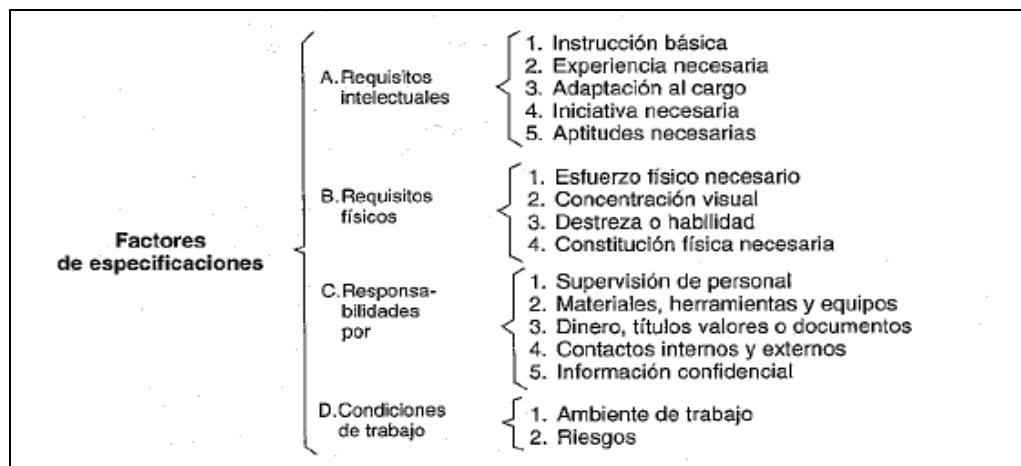 Factores
de especificaciones
A. Requisitos
intelectuales
1. Instrucción básica
2. Experiencia necesaria
3. Adaptación al cargo
4. Iniciativa necesaria
5. Aptitudes necesarias
B. Requisitos
físicos
1. Esfuerzo físico necesario
2. Concentración visual
3. Destreza o habilidad
4. Constitución física necesaria
C. Responsa-
bilidades
por
1. Supervisión de personal
2. Materiales, herramientas y equipos
3. Dinero, títulos valores o documentos
4. Contactos internos y externos
5. Información confidencial
D. Condiciones
de trabajo
1. Ambiente de trabajo
2. Riesgos